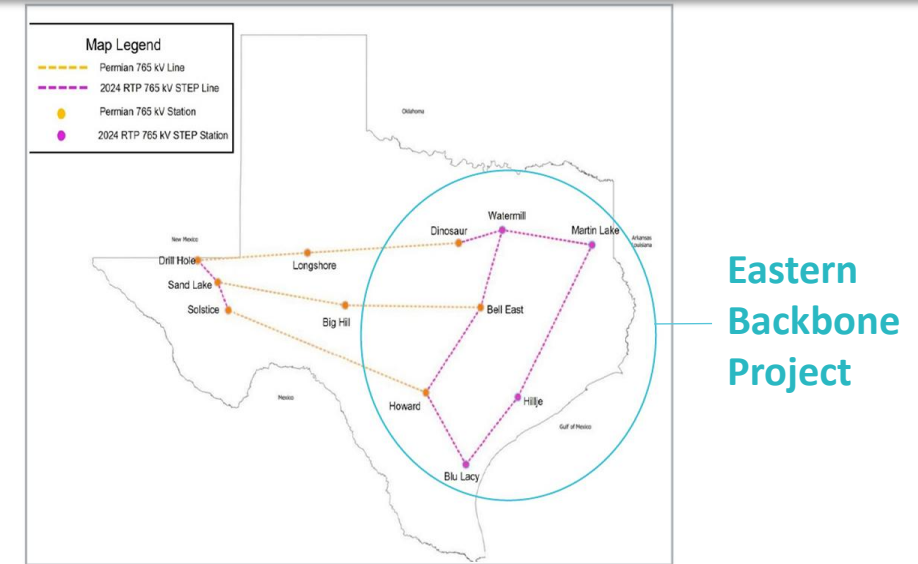 Map Legend
Permian 765 kV Line
2024 RTP 765 kV STEP Line
Permian 765 kV Station
2024 RTP 765 kV STEP Station
Oklahoma
Watermill
Dinosaur
Martin Lake
New Mexico
Arkansas
Louisiana
Drill Hole
Longshore
Sand Lake
Solstice
Big Hill
Bell East
Howard
Hillje
Mexico
Gulf of Mexico
Blu Lacy
Eastern
Backbone
Project